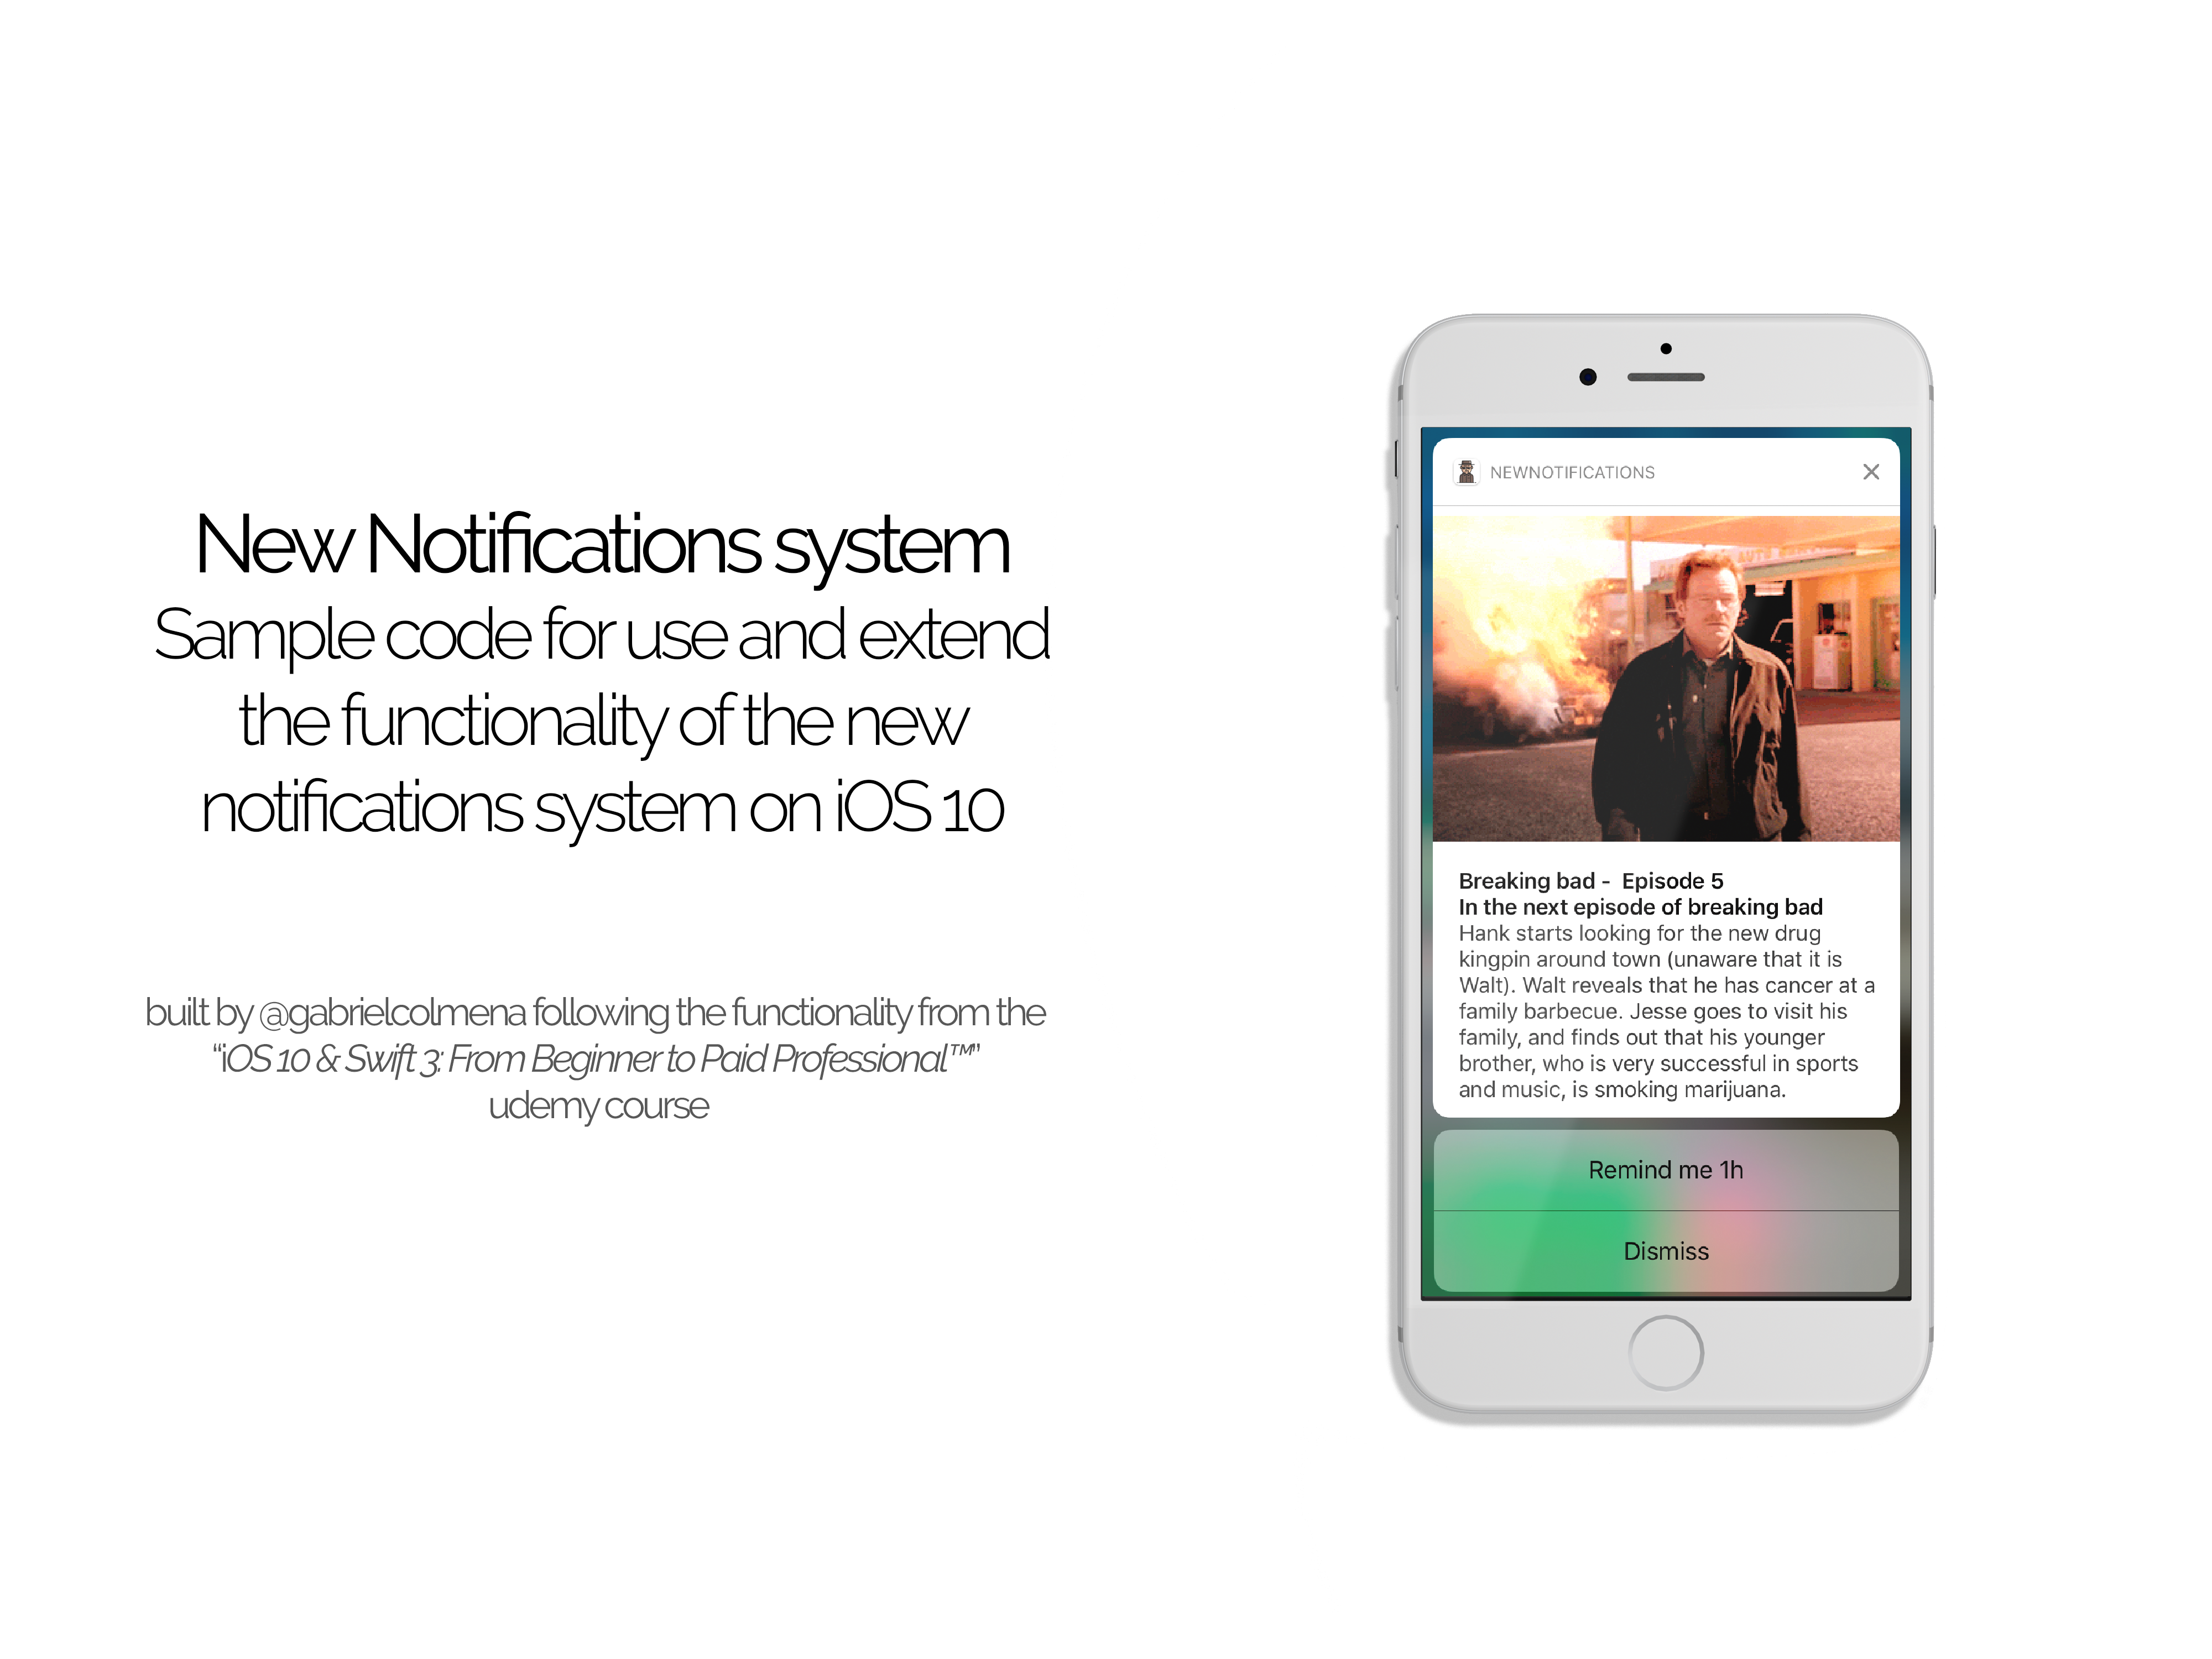 New Notifications system
Sample code for use and extend
the functionality of the new
notifications system on iOS 10
built by @gabrielcolmena following the functionality from the
“iOS 10 & Swift 3: From Beginner to Paid Professional™”
udemy course
NEWNOTIFICATIONS
Breaking bad - Episode 5
In the next episode of breaking bad
Hank starts looking for the new drug
kingpin around town (unaware that it is
Walt). Walt reveals that he has cancer at a
family barbecue. Jesse goes to visit his
family, and finds out that his younger
brother, who is very successful in sports
and music, is smoking marijuana.
Remind me 1h
Dismiss